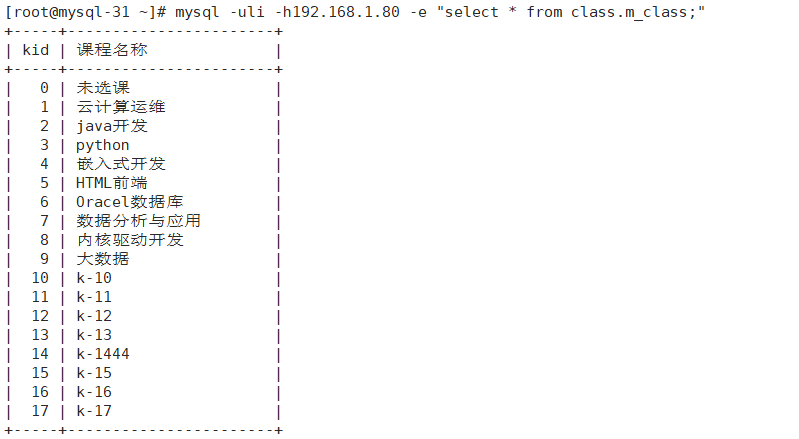 [root@mysql-31 ~]# mysql -uli -h192.168.1.80 -e "select * from class.m_class;"
+-----+-----------------------+
| kid | 课程名称 |
+-----+-----------------------+
| 0 | 未选课 |
| 1 | 云计算运维 |
| 2 | java开发 |
| 3 | python |
| 4 | 嵌入式开发 |
| 5 | HTML前端 |
| 6 | Oracel数据库 |
| 7 | 数据分析与应用 |
| 8 | 内核驱动开发 |
| 9 | 大数据 |
| 10 | k-10 |
| 11 | k-11 |
| 12 | k-12 |
| 13 | k-13 |
| 14 | k-1444 |
| 15 | k-15 |
| 16 | k-16 |
| 17 | k-17 |
+-----+-----------------------+